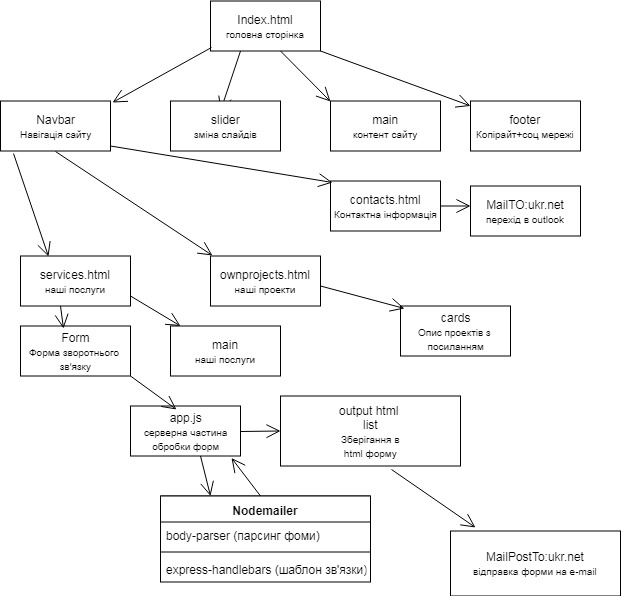 Index.html
головна сторінка
Navbar
Навігація сайту
slider
зміна слайдів
main
контент сайту
footer
Копірайт+соц мережі
contacts.html
Контактна інформація
MailTO:ukr.net
перехід в outlook
services.html
наші послуги
ownprojects.html
наші проекти
cards
Опис проектів з
посиланням
Form
Форма зворотнього
зв'язку
main
наші послуги
app.js
серверна частина
обробки форм
output html
list
Зберігання в
html форму
Nodemailer
body-parser (парсинг фоми)
express-handlebars (шаблон зв'язки)
MailPostTo:ukr.net
відправка форми на e-mail